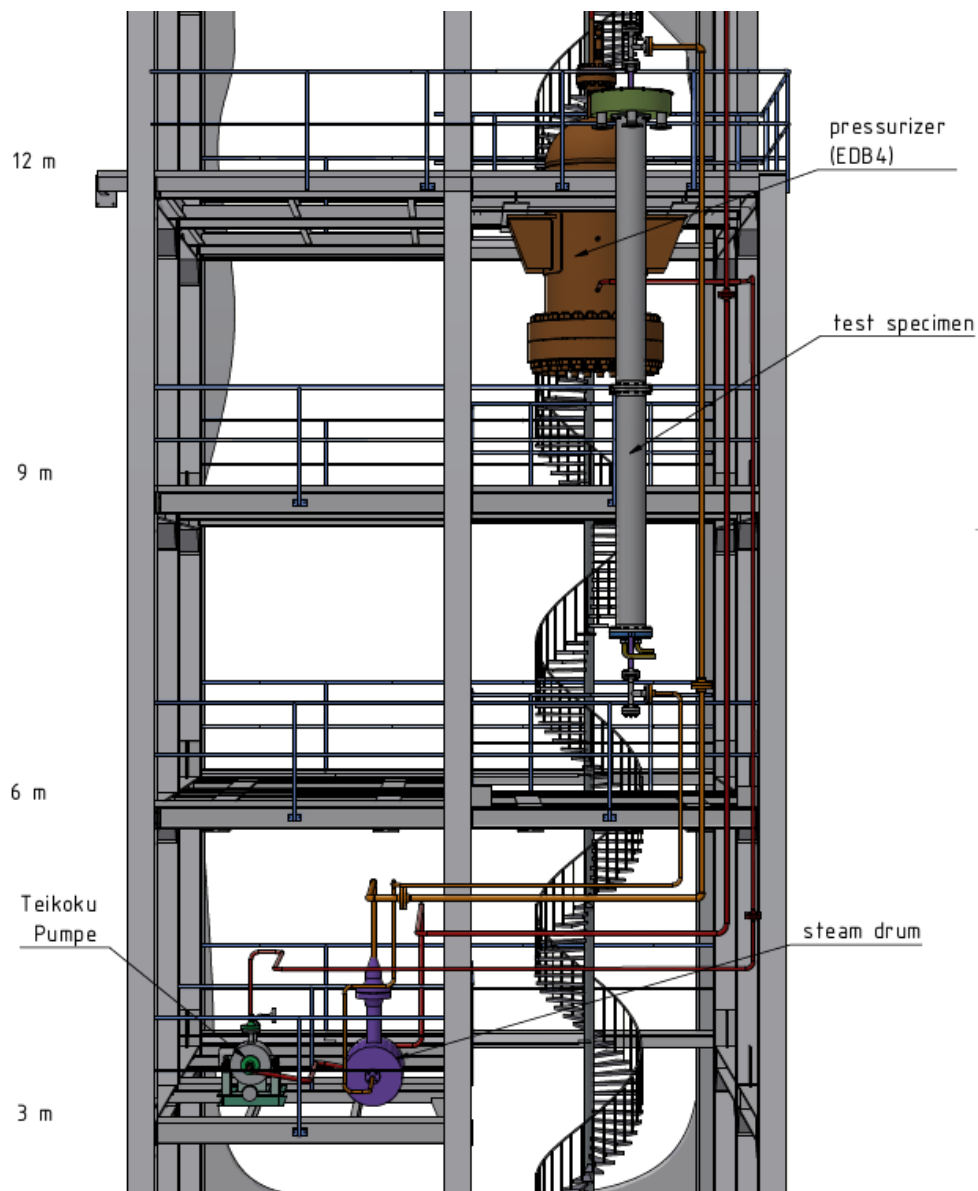 12 m
pressurizer
(EDB4)
test specimen
9 m
6 m
Teikoku
Pumpe
steam drum
3 m